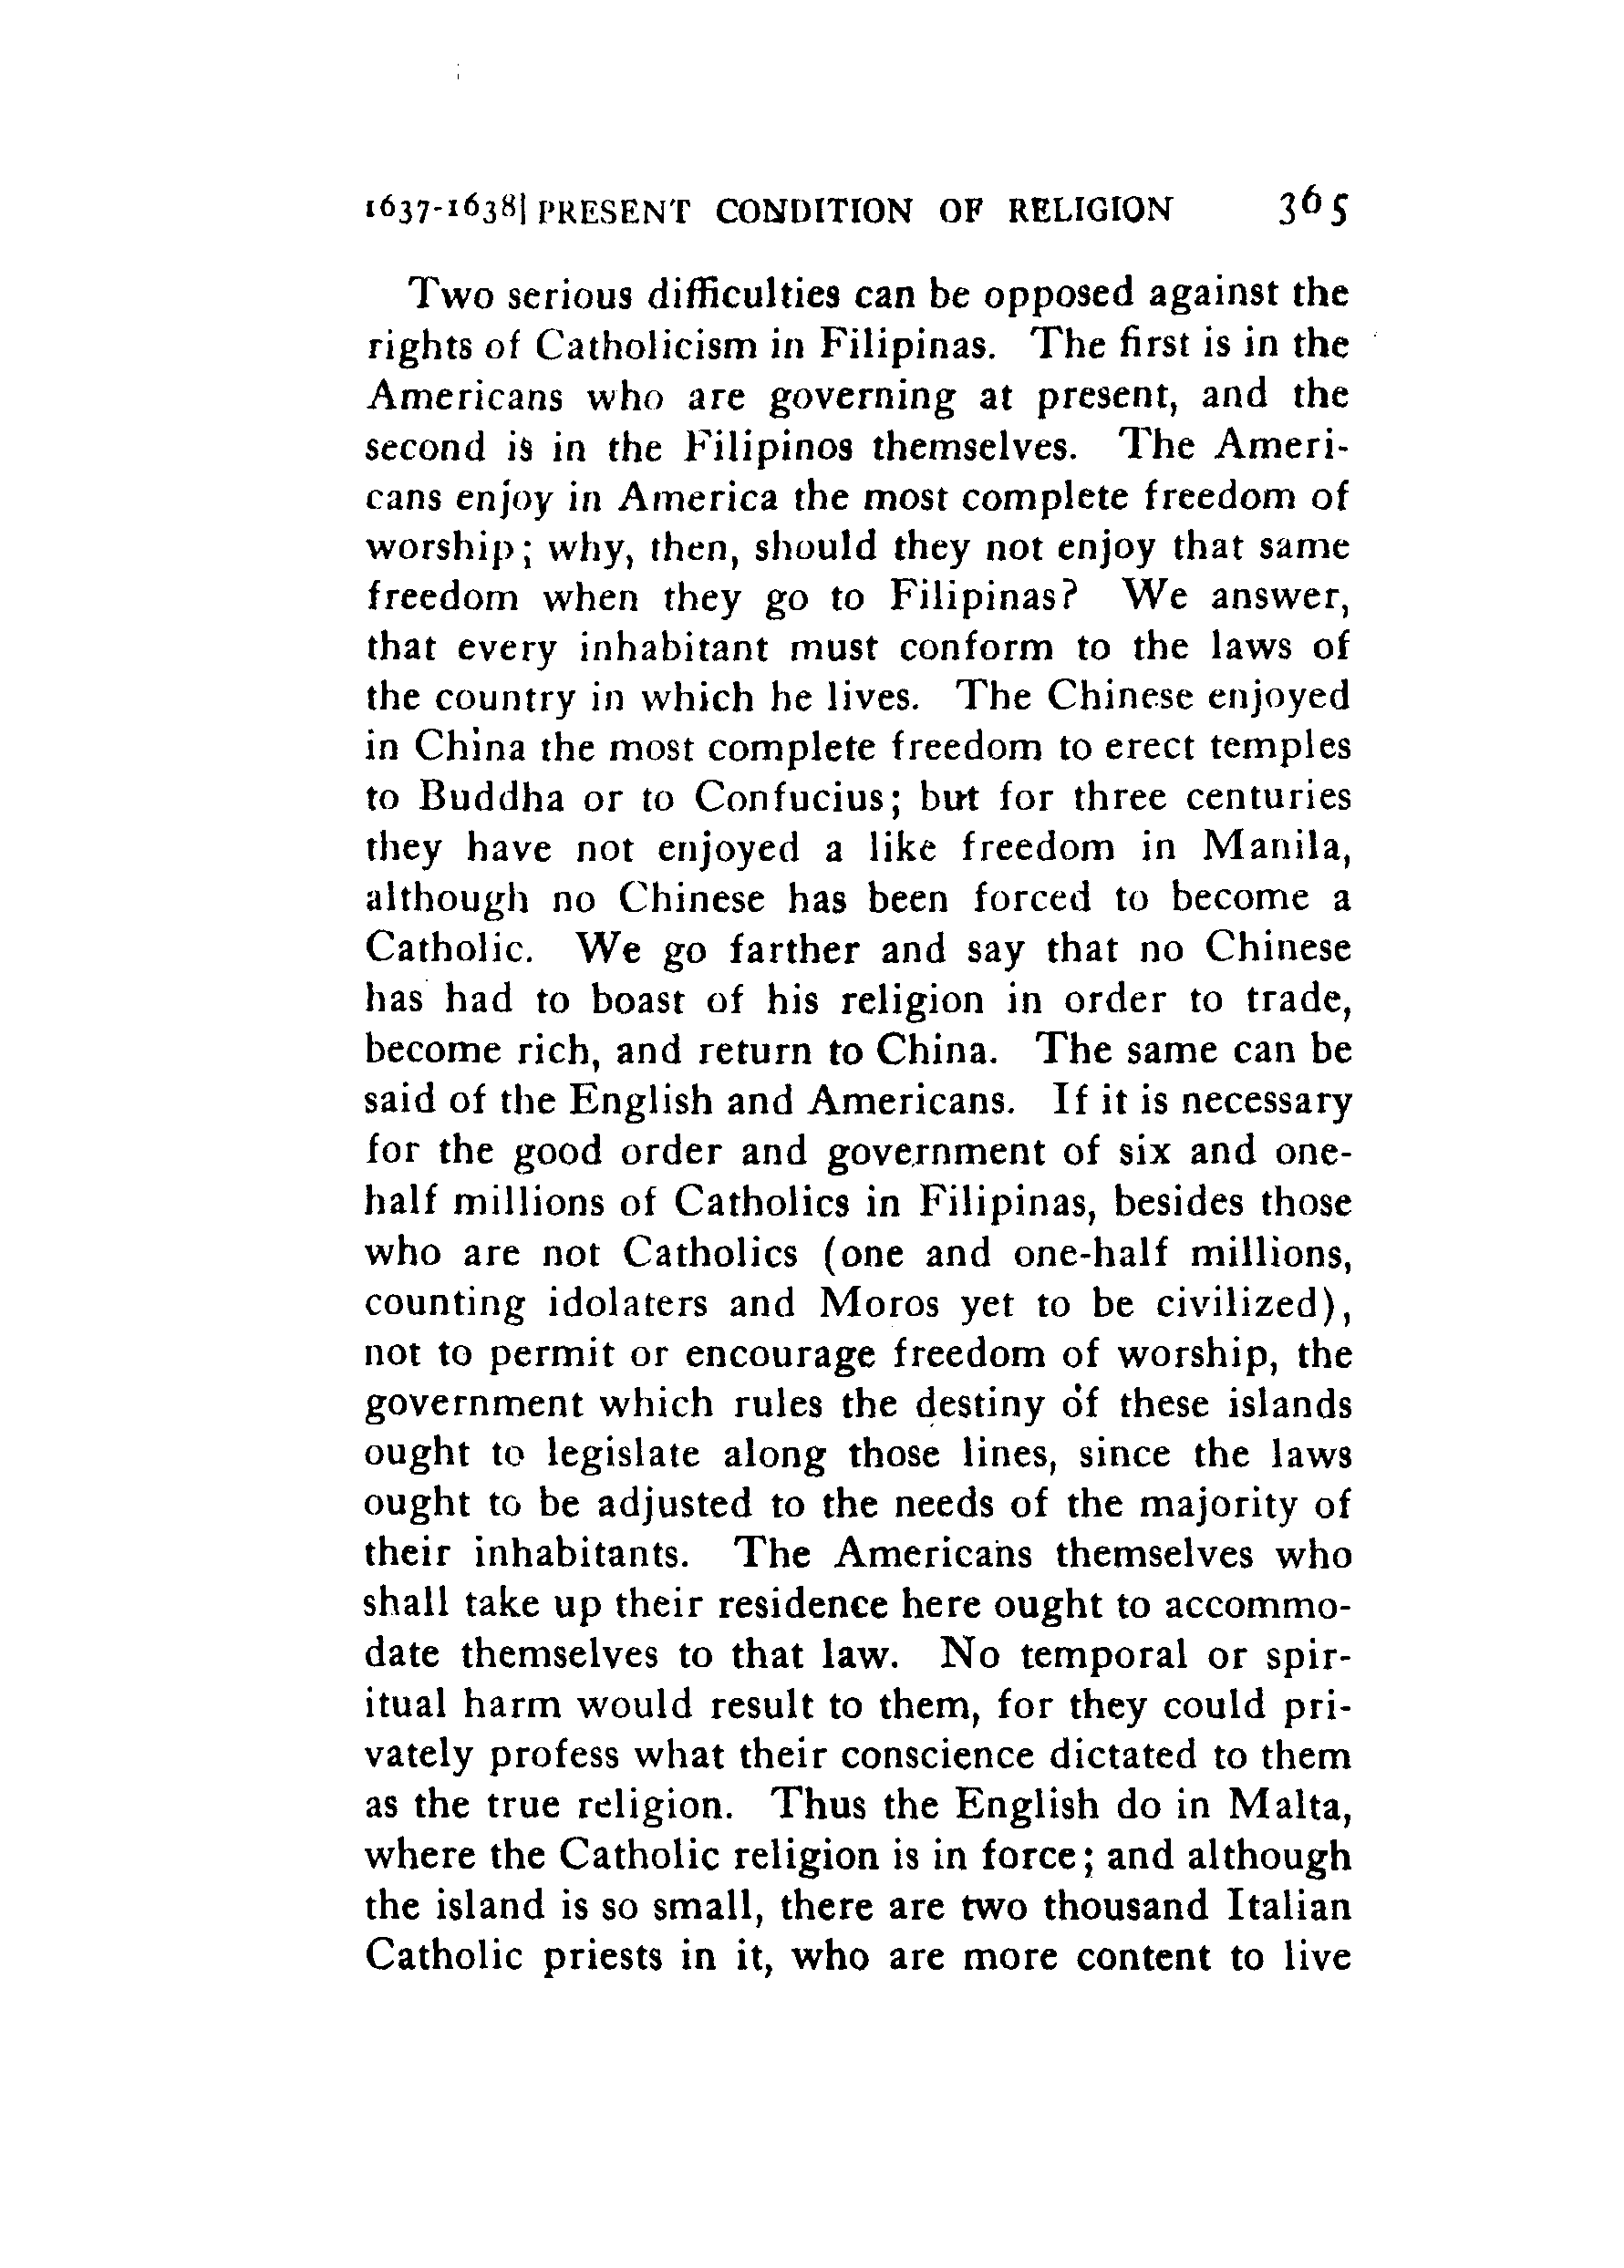 1637-1638] PRESENT CONDITION OF RELIGION 365
Two serious difficulties can be opposed against the
rights of Catholicism in Filipinas. The first is in the
Americans who are governing at present, and the
second is in the Filipinos themselves. The Ameri-
cans enjoy in America the most complete freedom of
worship; why, then, should they not enjoy that same
freedom when they go to Filipinas? We answer,
that every inhabitant must conform to the laws of
the country in which he lives. The Chinese enjoyed
in China the most complete freedom to erect temples
to Buddha or to Confucius; but for three centuries
they have not enjoyed a like freedom in Manila,
although no Chinese has been forced to become a
Catholic. We go farther and say that no Chinese
has had to boast of his religion in order to trade,
become rich, and return to China. The same can be
said of the English and Americans. If it is necessary
for the good order and government of six and one-
half millions of Catholics in Filipinas, besides those
who are not Catholics (one and one-half millions,
counting idolaters and Moros yet to be civilized),
not to permit or encourage freedom of worship, the
government which rules the destiny of these islands
ought to legislate along those lines, since the laws
ought to be adjusted to the needs of the majority of
their inhabitants. The Americans themselves who
shall take up their residence here ought to accommo-
date themselves to that law. No temporal or spir-
itual harm would result to them, for they could pri-
vately profess what their conscience dictated to them
as the true religion. Thus the English do in Malta,
where the Catholic religion is in force; and although
the island is so small, there are two thousand Italian
Catholic priests in it, who are more content to live